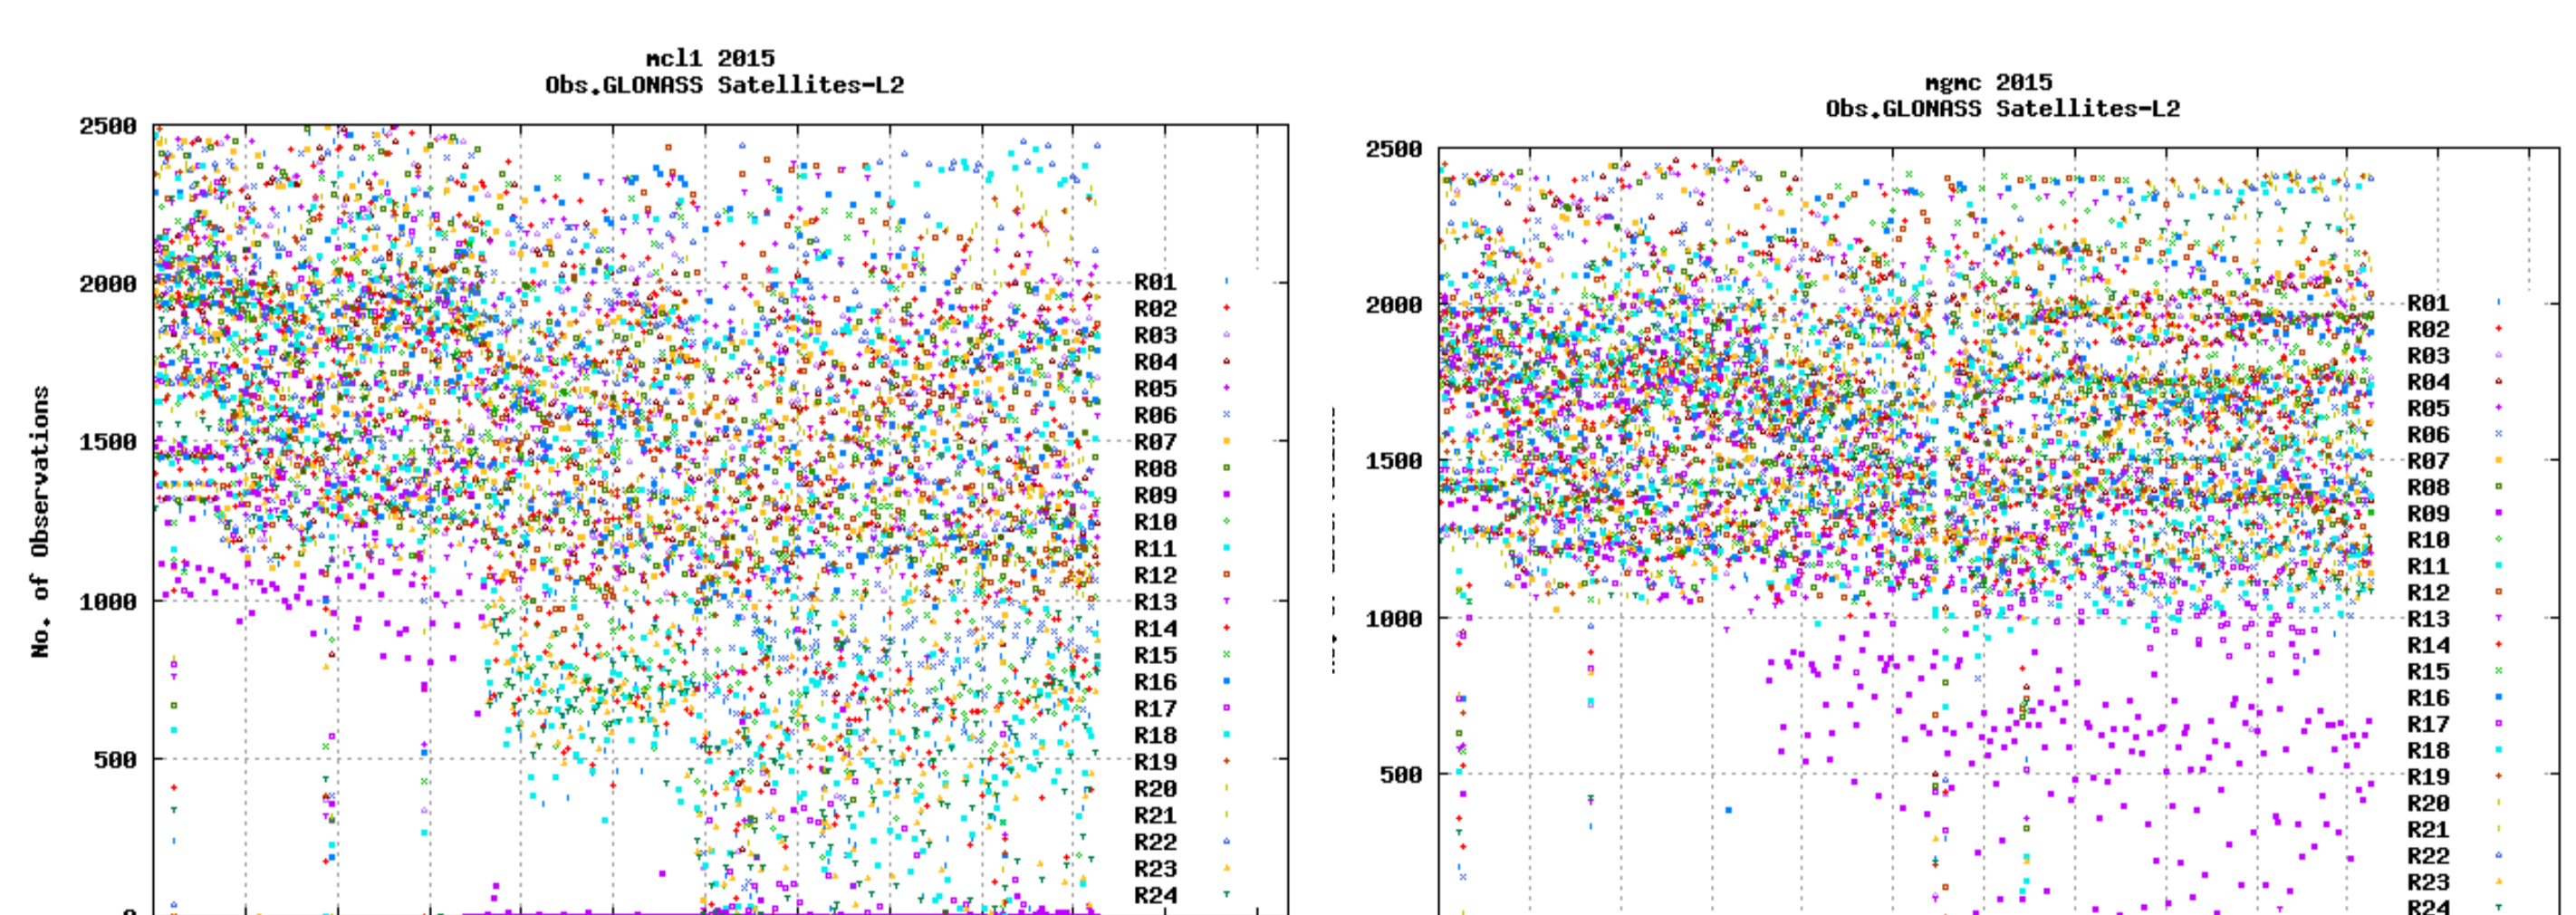 mcl1 2015
Obs.GLONASS Satellites-L2
2500
2000
1500
1000
500
No. of Observations
R01
R02
R03
R04
R05
R06
R07
R08
R09
R10
R11
R12
R13
R14
R15
R16
R17
R18
R19
R20
R21
R22
R23
R24
mgmc 2015
Obs.GLONASS Satellites-L2
2500
2000
1500
1000
500
R01
R02
R03
R04
R05
R06
R07
R08
R09
R10
R11
R12
R13
R14
R15
R16
R17
R18
R19
R20
R21
R22
R23
R24